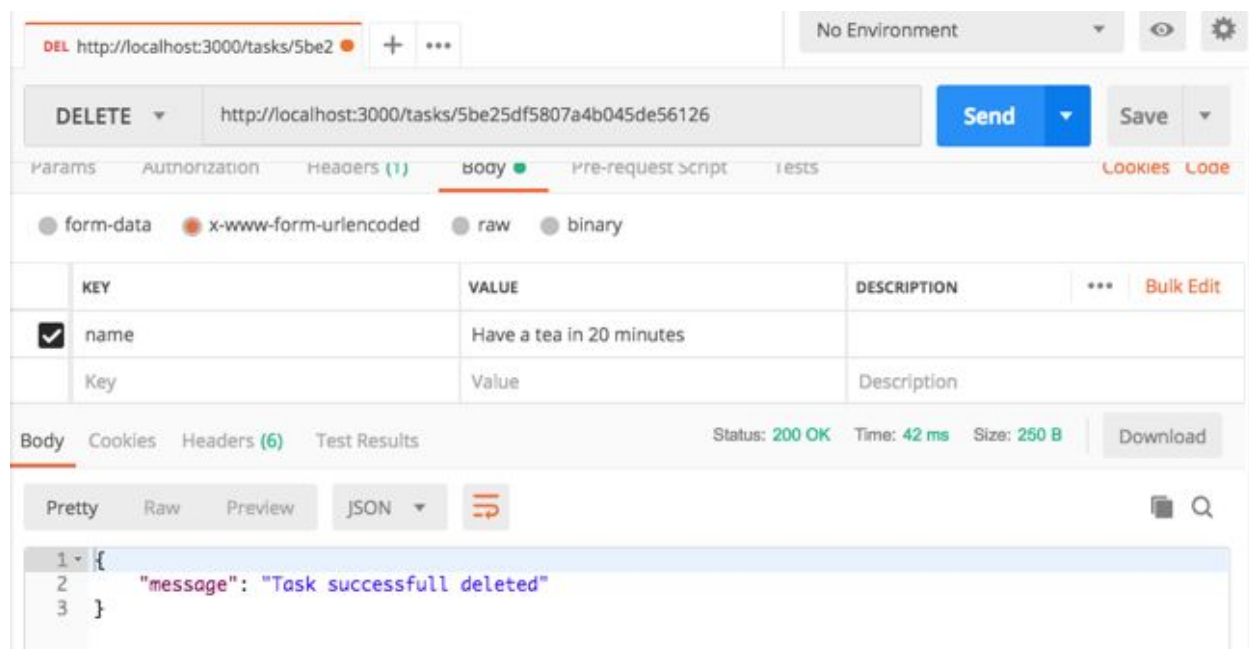 DEL http://localhost:3000/tasks/5be2 + ••• No Environment
DELETE http://localhost:3000/tasks/5be25df5807a4b045de56126 Send Save
Params Authorization Headers (1) Body Pre-request Script Tests Cookies Code
form-data x-www-form-urlencoded raw binary
KEY VALUE DESCRIPTION ••• Bulk Edit
name Have a tea in 20 minutes
Key Value Description
Body Cookies Headers (6) Test Results Status: 200 OK Time: 42 ms Size: 250 B Download
Pretty Raw Preview JSON
1 {
2 "message": "Task successfull deleted"
3 }